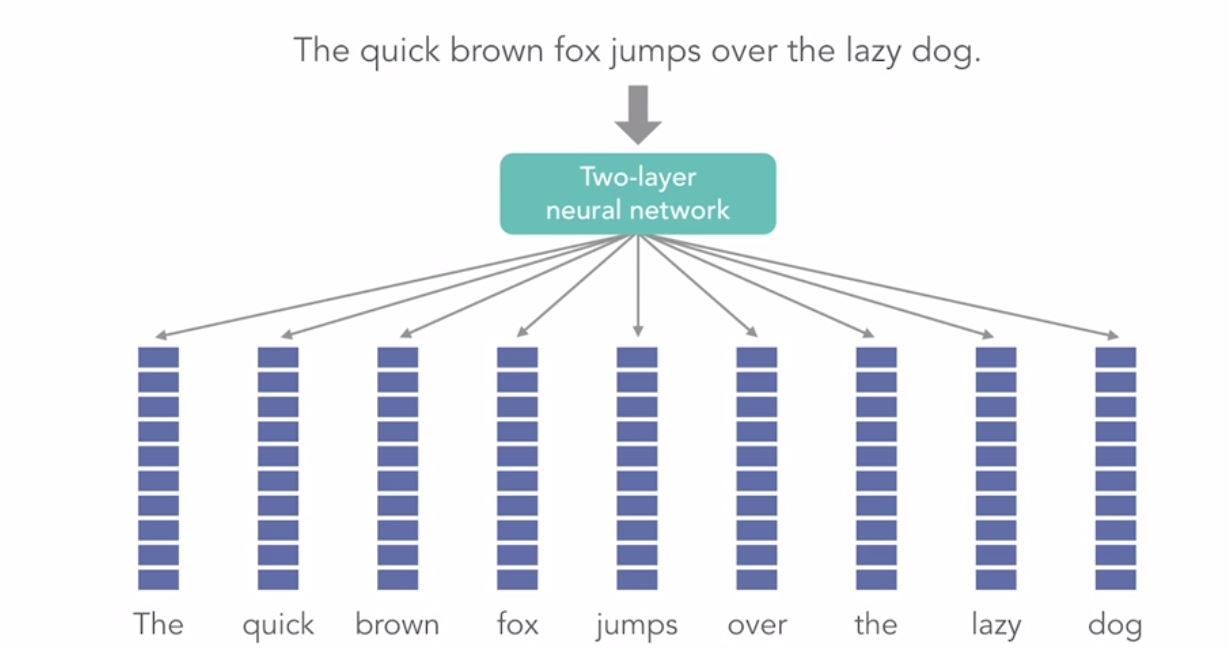 The quick brown fox jumps over the lazy dog.
Two-layer
neural network
The quick brown fox jumps over the lazy dog